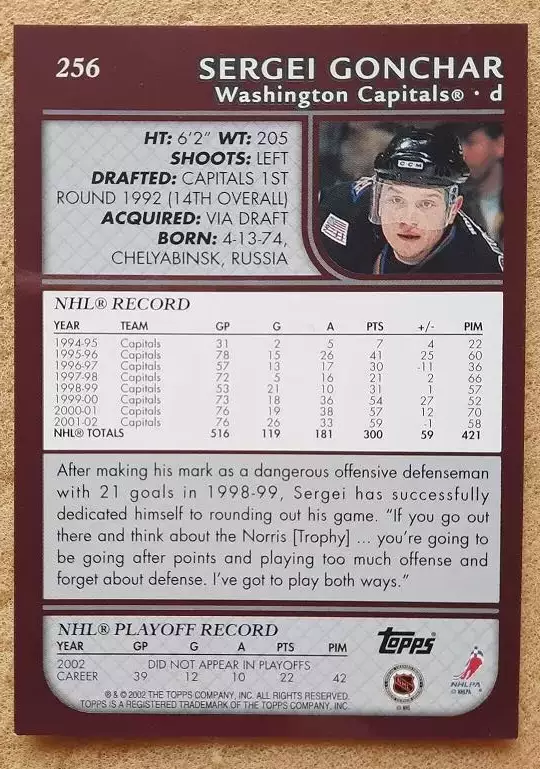 256
SERGEI GONCHAR
Washington Capitals® · d
HT: 6'2" WT: 205
SHOOTS: LEFT
DRAFTED: CAPITALS 1ST
ROUND 1992 (14TH OVERALL)
ACQUIRED: VIA DRAFT
BORN: 4-13-74,
CHELYABINSK, RUSSIA
CCM
NHL® RECORD
YEAR TEAM GP G A PTS +/- PIM
1994-95 Capitals 31 2 5 7 4 22
1995-96 Capitals 78 15 26 41 25 60
1996-97 Capitals 57 13 17 30 -11 36
1997-98 Capitals 72 5 16 21 2 66
1998-99 Capitals 53 21 10 31 1 57
1999-00 Capitals 73 18 36 54 27 52
2000-01 Capitals 76 19 38 57 12 70
2001-02 Capitals 76 26 33 59 -1 58
NHL® TOTALS 516 119 181 300 59 421
After making his mark as a dangerous offensive defenseman
with 21 goals in 1998-99, Sergei has successfully
dedicated himself to rounding out his game. “If you go out
there and think about the Norris [Trophy] ... you're going to
be going after points and playing too much offense and
forget about defense. I've got to play both ways.”
NHL® PLAYOFF RECORD
YEAR GP G A PTS PIM
2002 DID NOT APPEAR IN PLAYOFFS
CAREER 39 12 10 22 42
® & © 2002 THE TOPPS COMPANY, INC. ALL RIGHTS RESERVED.
TOPPS IS A REGISTERED TRADEMARK OF THE TOPPS COMPANY, INC.
Topps
NHL
© NHL
NHLPA
© NHLPA